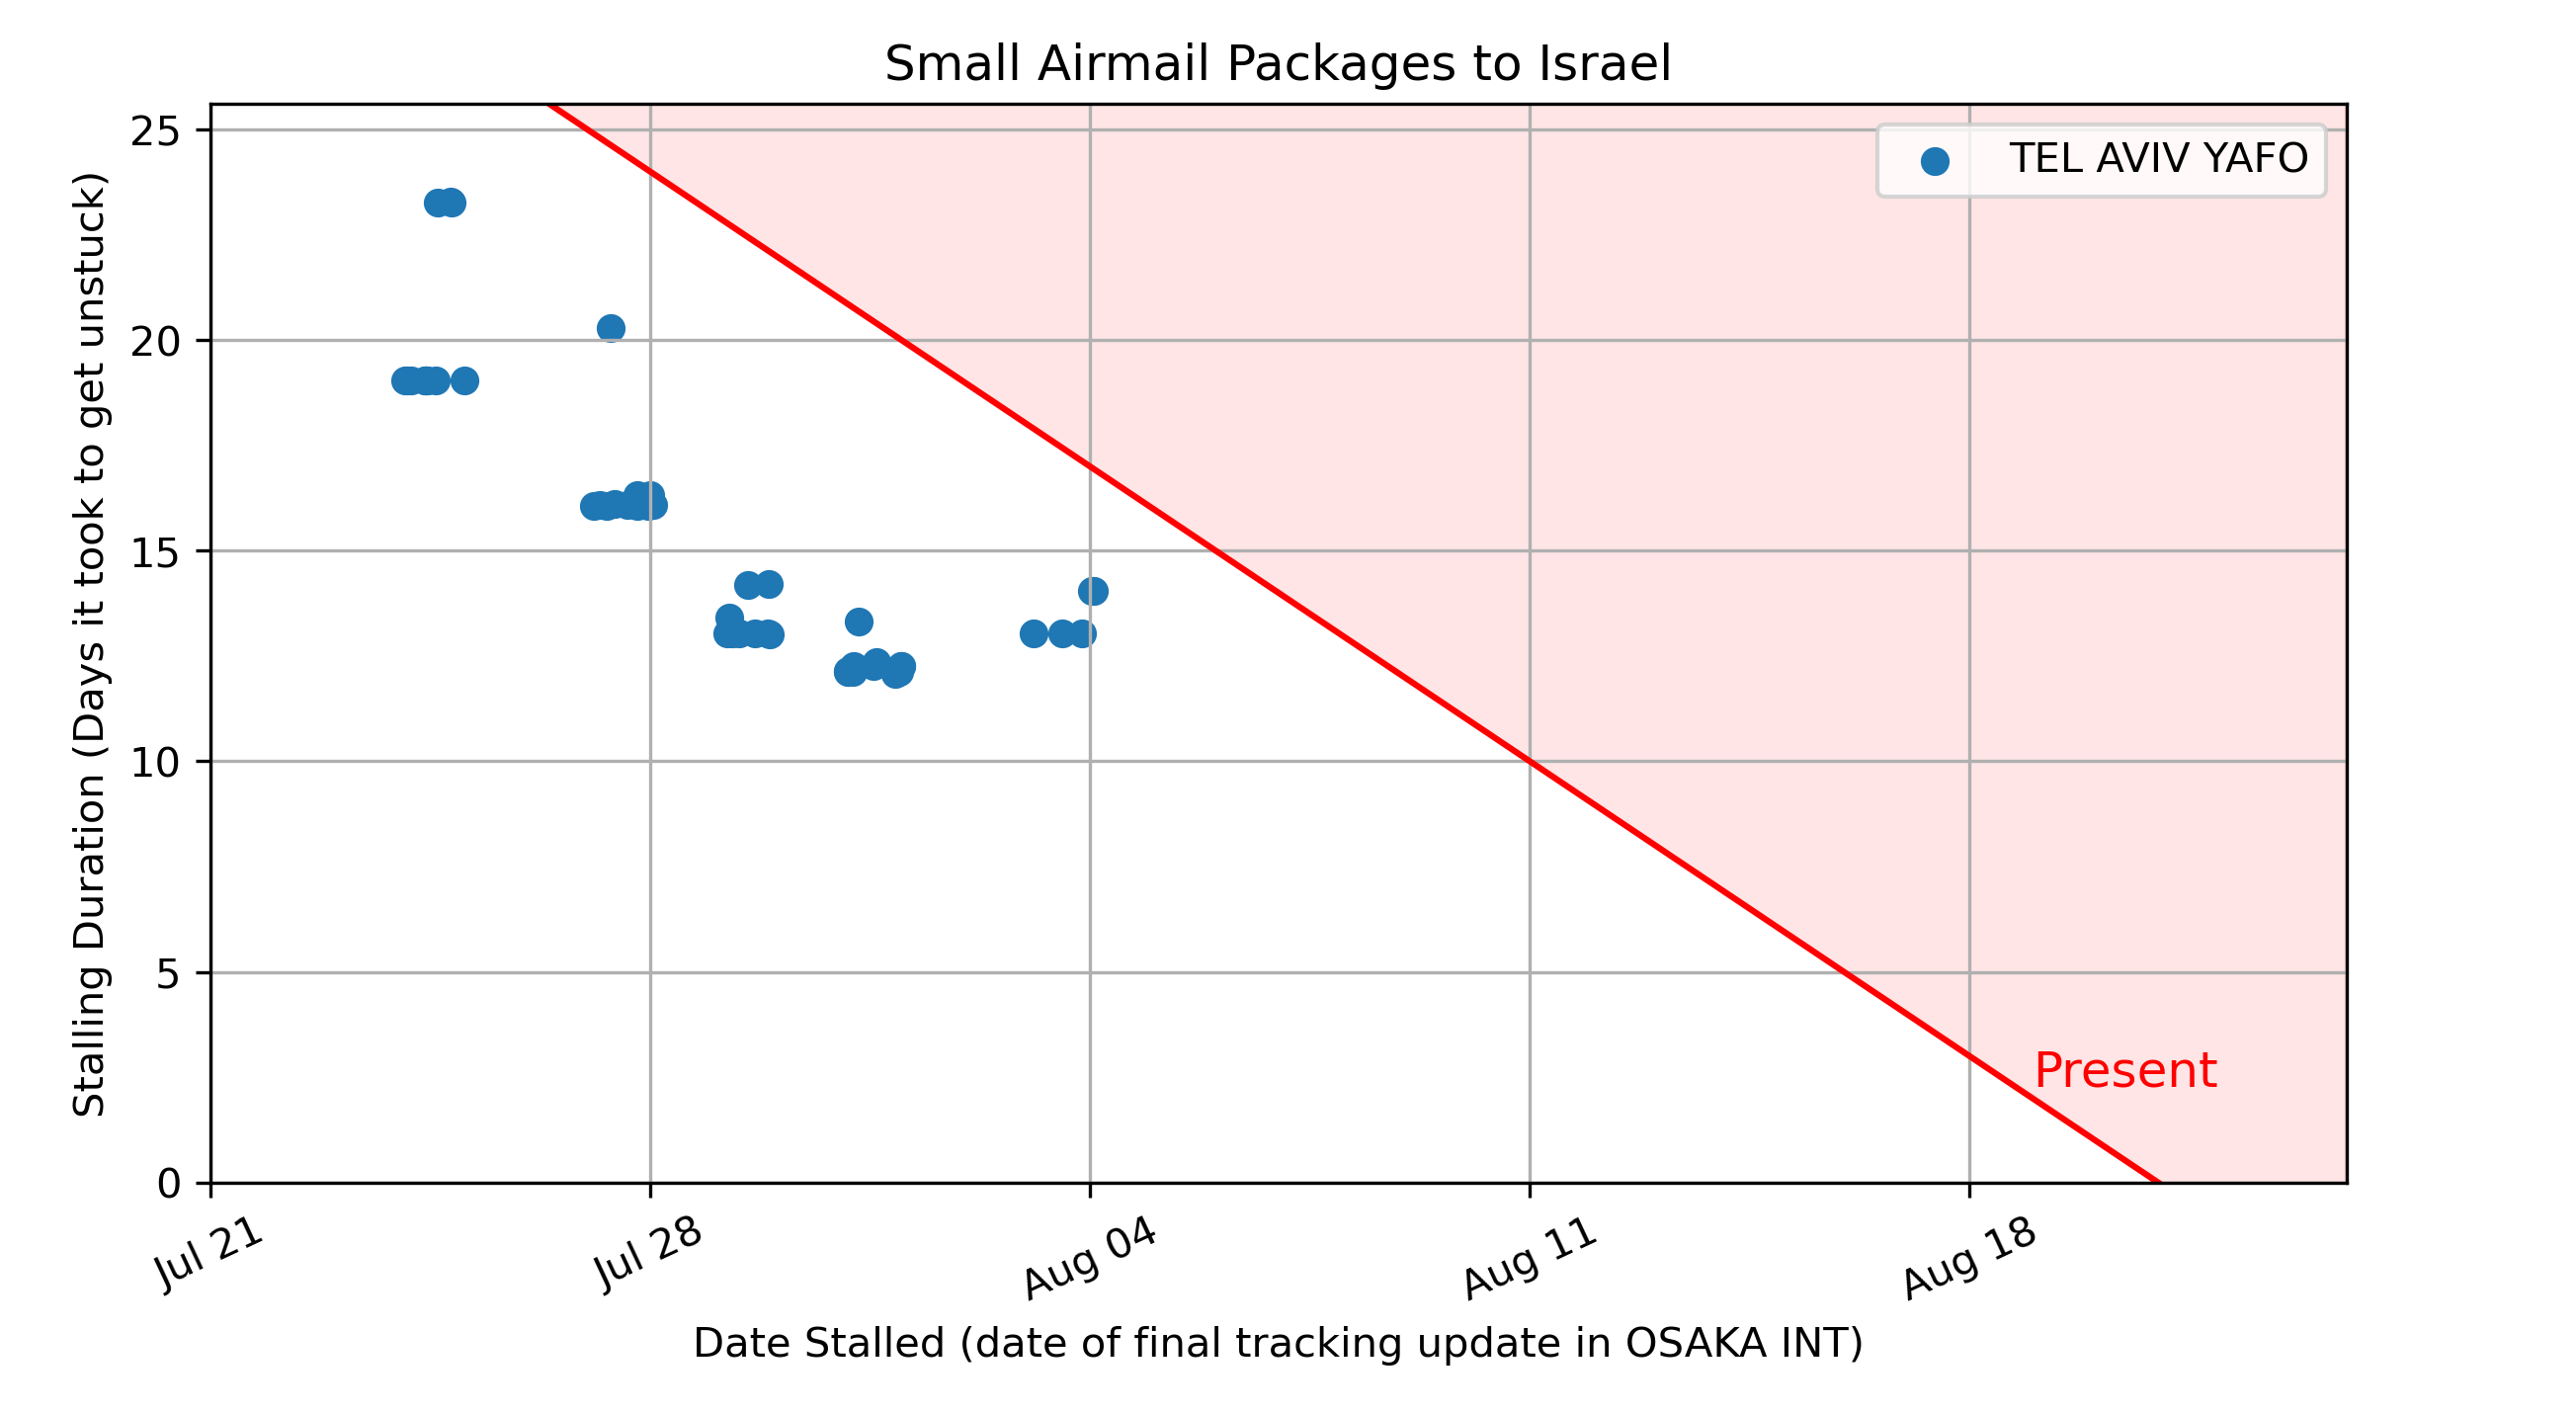 Small Airmail Packages to Israel
Stalling Duration (Days it took to get unstuck)
25
20
15
10
5
0
TEL AVIV YAFO
Present
Jul 21
Jul 28
Aug 04
Aug 11
Aug 18
Date Stalled (date of final tracking update in OSAKA INT)